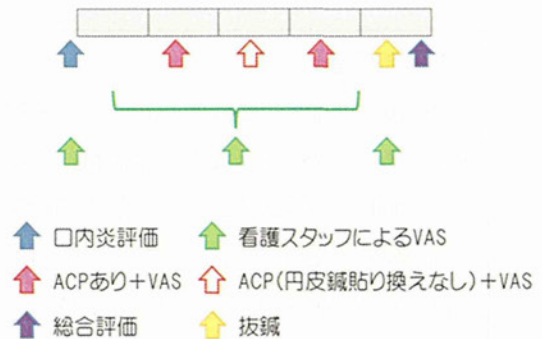 口内炎評価
看護スタッフによるVAS
ACPあり+VAS
ACP(円皮鍼貼り換えなし)+VAS
総合評価
抜鍼